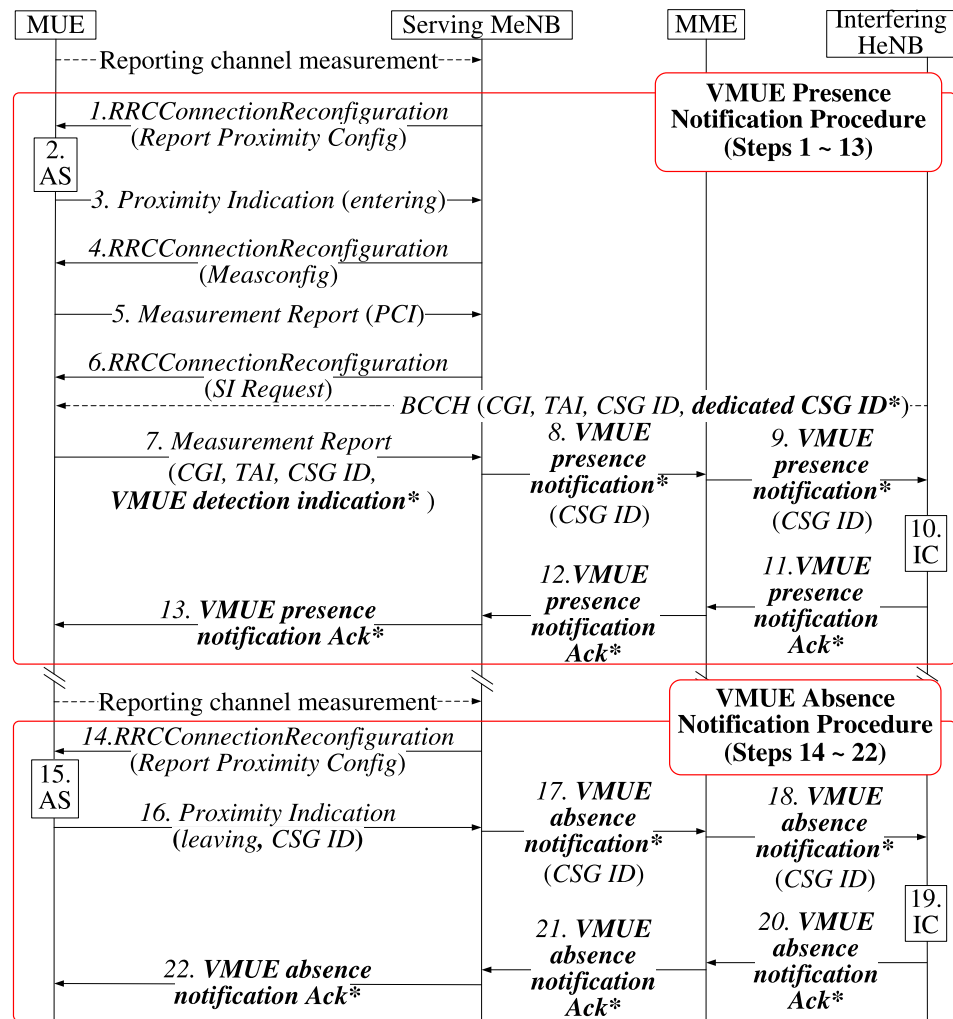 MUE
Serving MeNB
MME
Interfering
HeNB
Reporting channel measurement
VMUE Presence
Notification Procedure
(Steps 1 ~ 13)
1.RRCConnectionReconfiguration
(Report Proximity Config)
2.
AS
3. Proximity Indication (entering)
4.RRCConnectionReconfiguration
(Measconfig)
5. Measurement Report (PCI)
6.RRCConnectionReconfiguration
(SI Request)
BCCH (CGI, TAI, CSG ID, dedicated CSG ID*)
7. Measurement Report
(CGI, TAI, CSG ID,
VMUE detection indication* )
8. VMUE
presence
notification*
(CSG ID)
9. VMUE
presence
notification*
(CSG ID)
10.
IC
11.VMUE
presence
notification
Ack*
12.VMUE
presence
notification
Ack*
13. VMUE presence
notification Ack*
Reporting channel measurement
VMUE Absence
Notification Procedure
(Steps 14 ~ 22)
14.RRCConnectionReconfiguration
(Report Proximity Config)
15.
AS
16. Proximity Indication
(leaving, CSG ID)
17. VMUE
absence
notification*
(CSG ID)
18. VMUE
absence
notification*
(CSG ID)
19.
IC
20. VMUE
absence
notification
Ack*
21. VMUE
absence
notification
Ack*
22. VMUE absence
notification Ack*